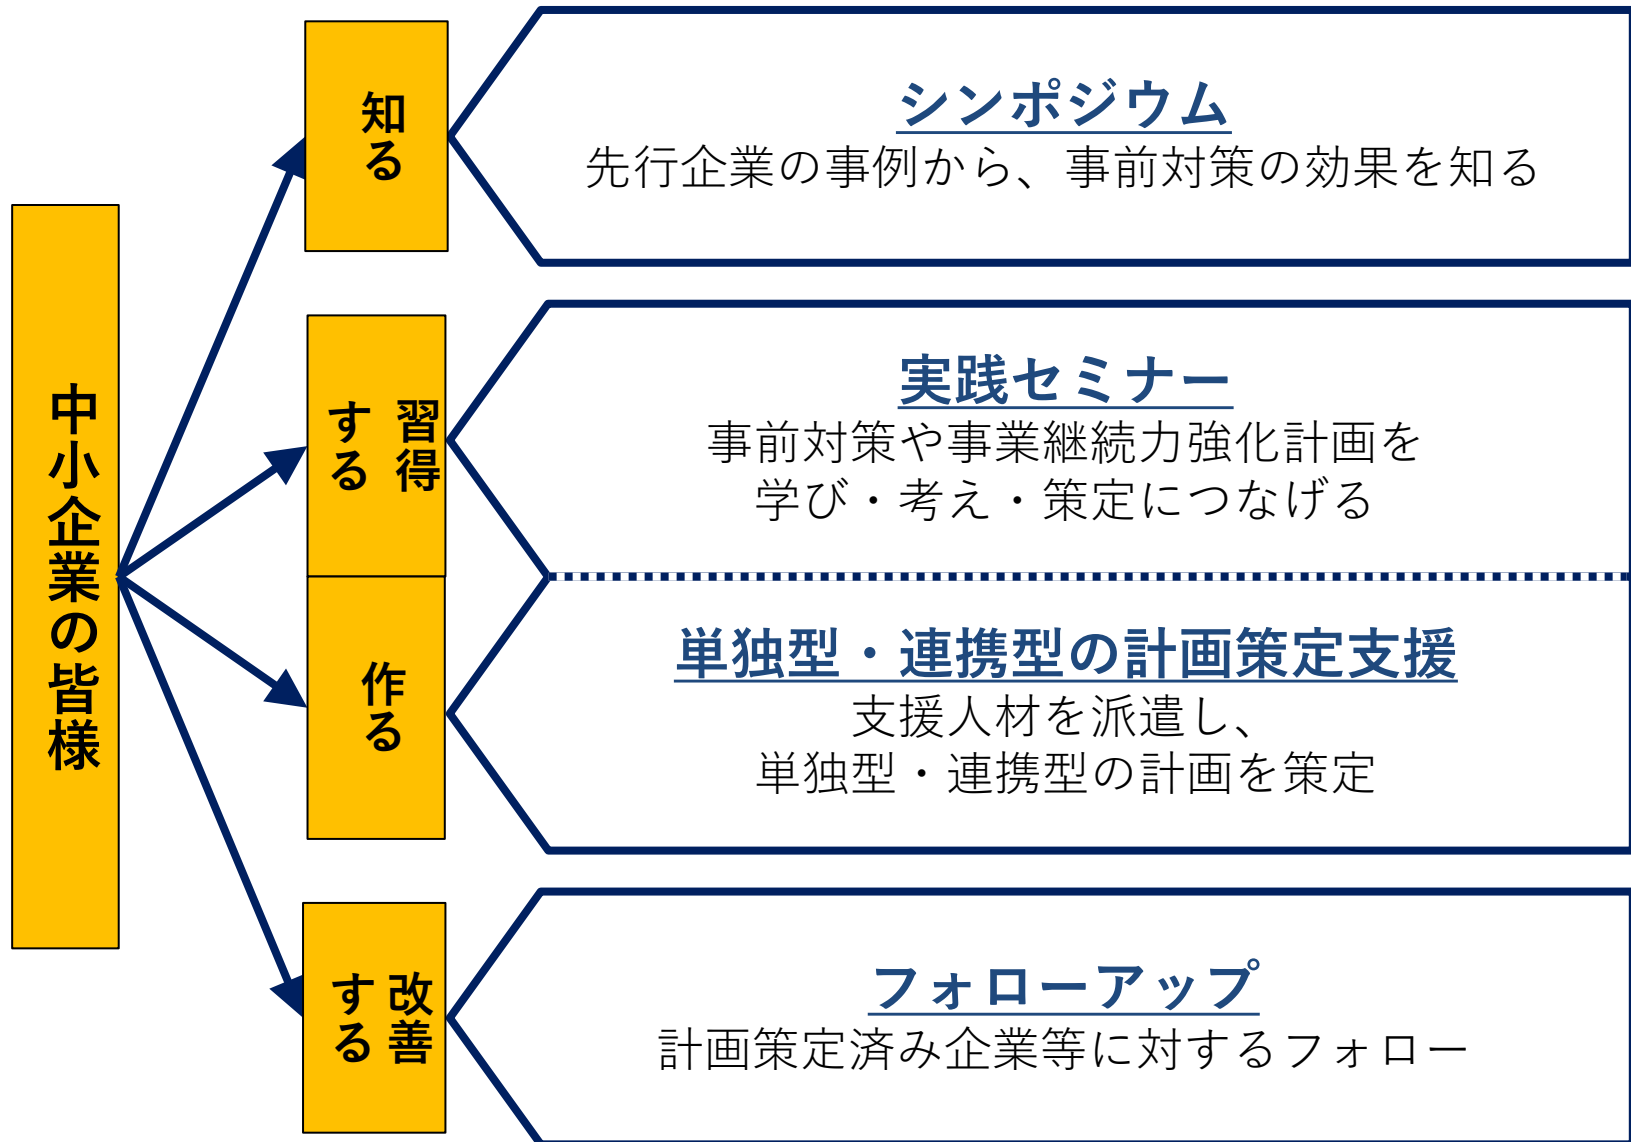 中小企業の皆様
知る
シンポジウム
先行企業の事例から、事前対策の効果を知る
習得
する
実践セミナー
事前対策や事業継続力強化計画を
学び・考え・策定につなげる
作る
単独型・連携型の計画策定支援
支援人材を派遣し、
単独型・連携型の計画を策定
改善
する
フォローアップ
計画策定済み企業等に対するフォロー